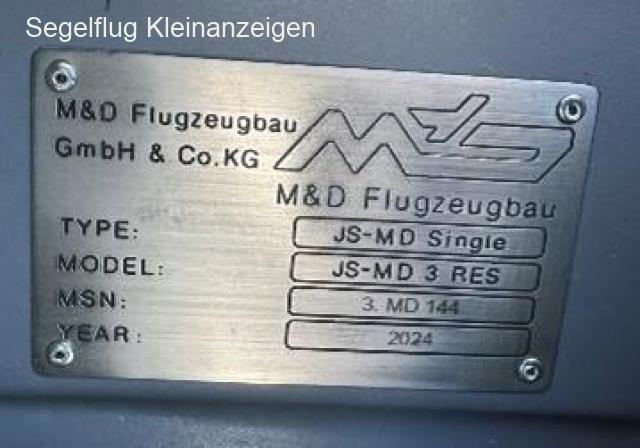 Segelflug Kleinanzeigen
M&D Flugzeugbau
GmbH & Co.KG
M&D Flugzeugbau
TYPE: JS-MD Single
MODEL: JS-MD 3 RES
MSN: 3. MD 144
YEAR: 2024